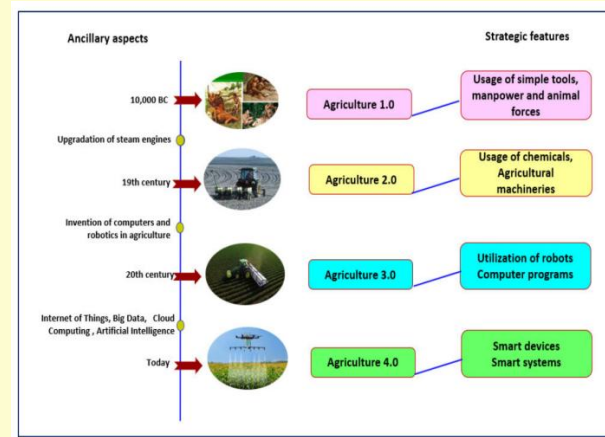 Ancillary aspects
Strategic features
10,000 BC
Agriculture 1.0
Usage of simple tools,
manpower and animal
forces
Upgradation of steam engines
19th century
Agriculture 2.0
Usage of chemicals,
Agricultural
machineries
Invention of computers and
robotics in agriculture
20th century
Agriculture 3.0
Utilization of robots
Computer programs
Internet of Things, Big Data, Cloud
Computing , Artificial Intelligence
Today
Agriculture 4.0
Smart devices
Smart systems